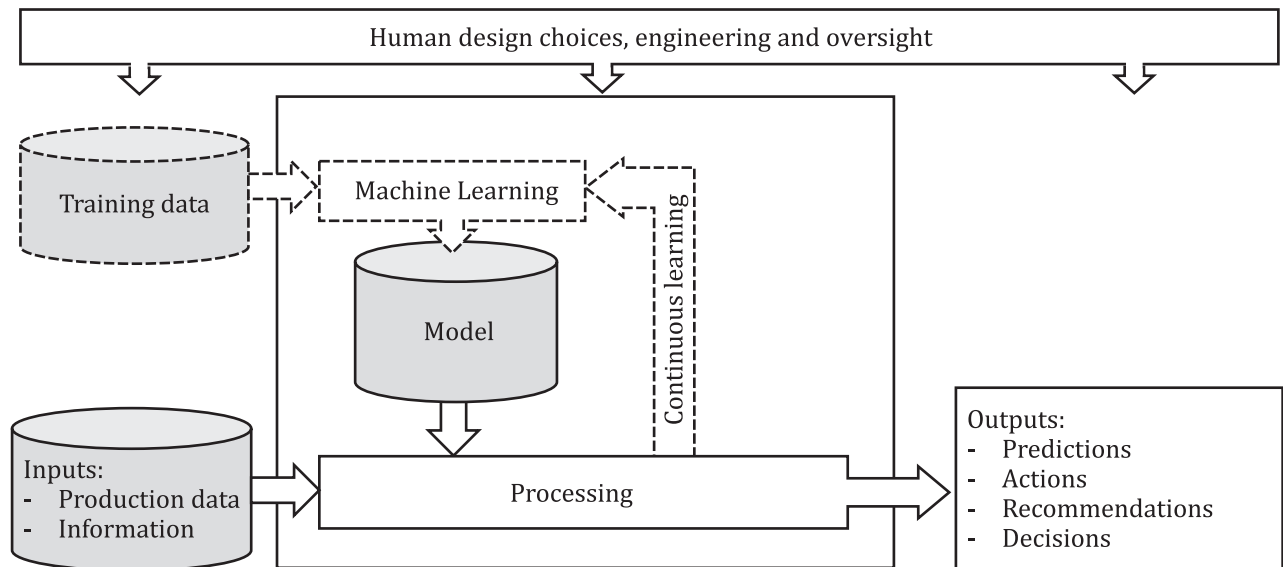 Human design choices, engineering and oversight
Training data
Machine Learning
Model
Continuous learning
Inputs:
- Production data
- Information
Processing
Outputs:
- Predictions
- Actions
- Recommendations
- Decisions